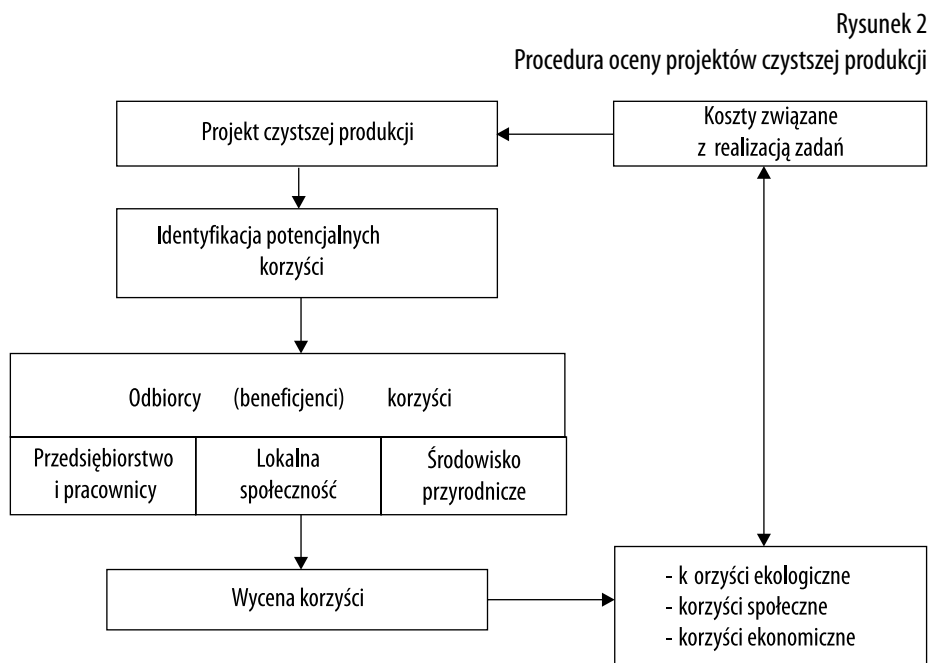 Rysunek 2
Procedura oceny projektów czystszej produkcji
Projekt czystszej produkcji
Koszty związane
z realizacją zadań
Identyfikacja potencjalnych
korzyści
Odbiorcy (beneficjenci) korzyści
Przedsiębiorstwo
i pracownicy
Lokalna
społeczność
Środowisko
przyrodnicze
Wycena korzyści
- k orzyści ekologiczne
- korzyści społeczne
- korzyści ekonomiczne